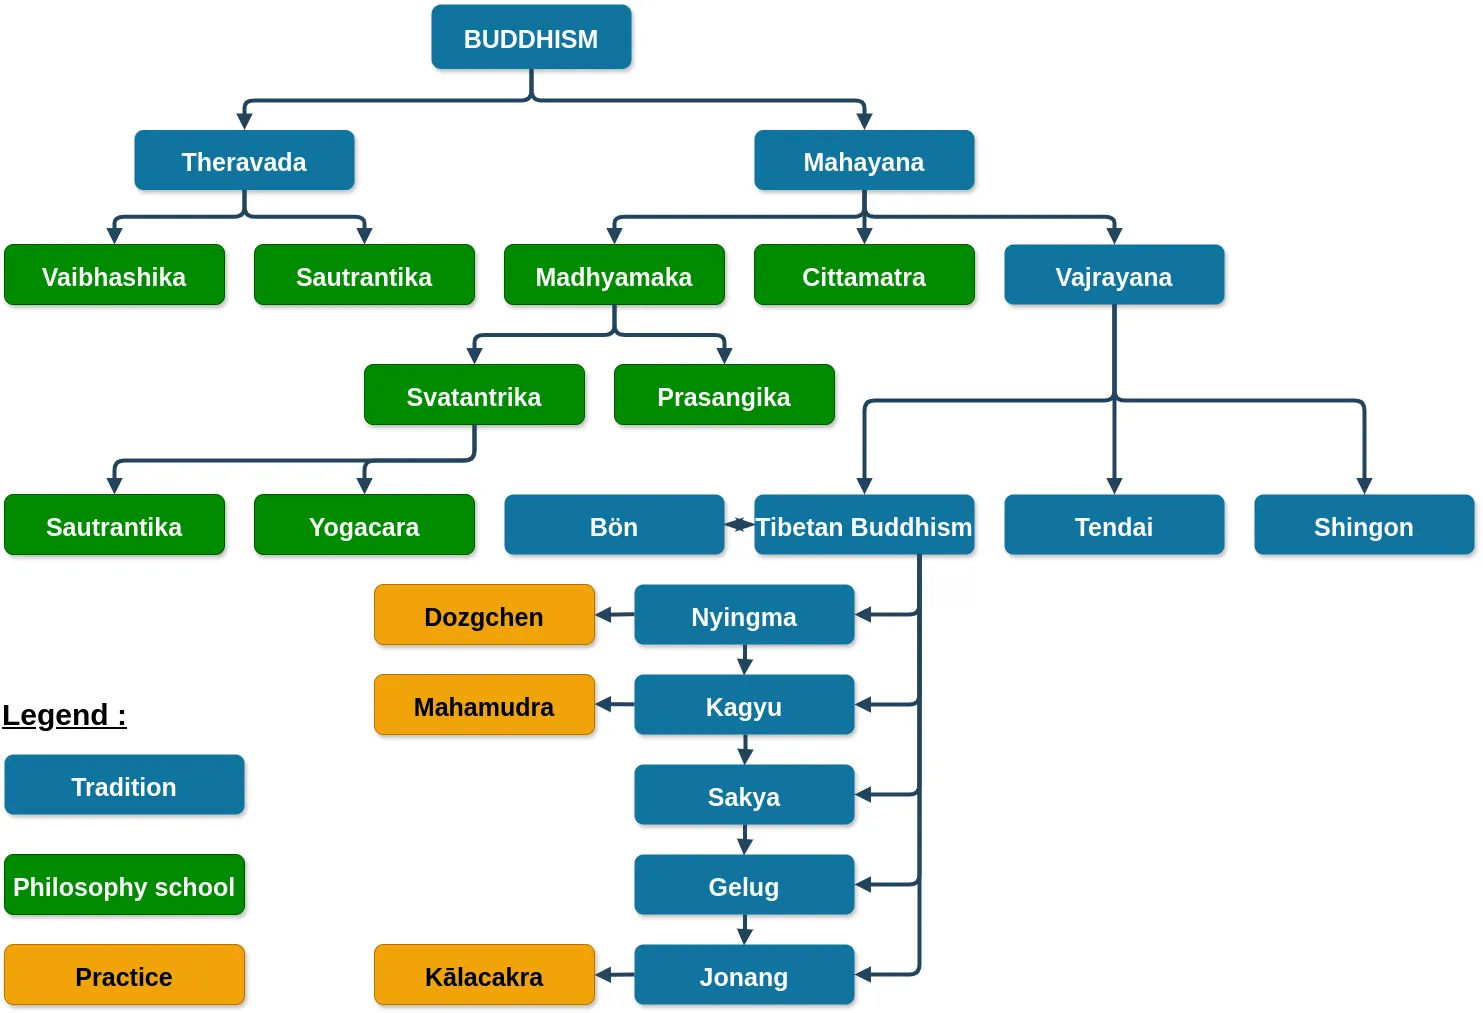 BUDDHISM
Theravada
Mahayana
Vaibhashika
Sautrantika
Madhyamaka
Cittamatra
Vajrayana
Svatantrika
Prasangika
Sautrantika
Yogacara
Bön
Tibetan Buddhism
Tendai
Shingon
Dozgchen
Nyingma
Mahamudra
Kagyu
Legend :
Tradition
Sakya
Philosophy school
Gelug
Practice
Kālacakra
Jonang